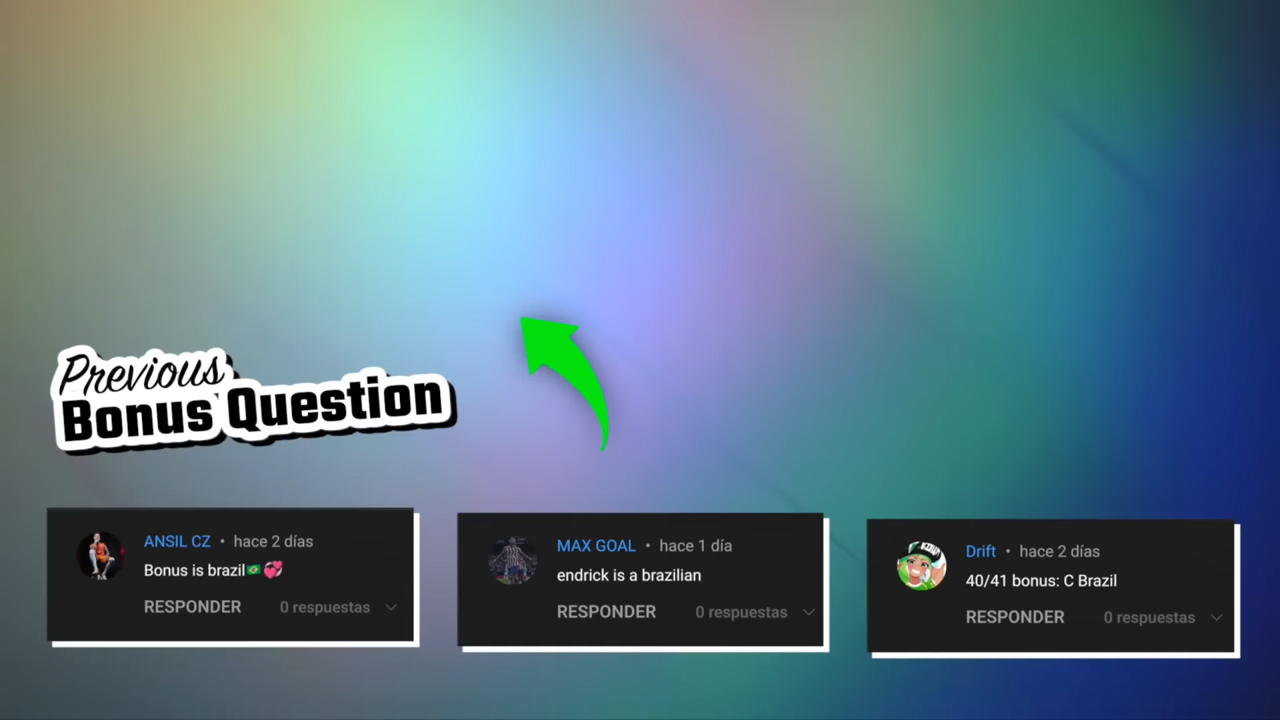 Previous
Bonus Question
ANSIL CZ • hace 2 días
Bonus is brazil🇧🇷💞
RESPONDER 0 respuestas
MAX GOAL • hace 1 día
endrick is a brazilian
RESPONDER 0 respuestas
Drift • hace 2 días
40/41 bonus: C Brazil
RESPONDER 0 respuestas